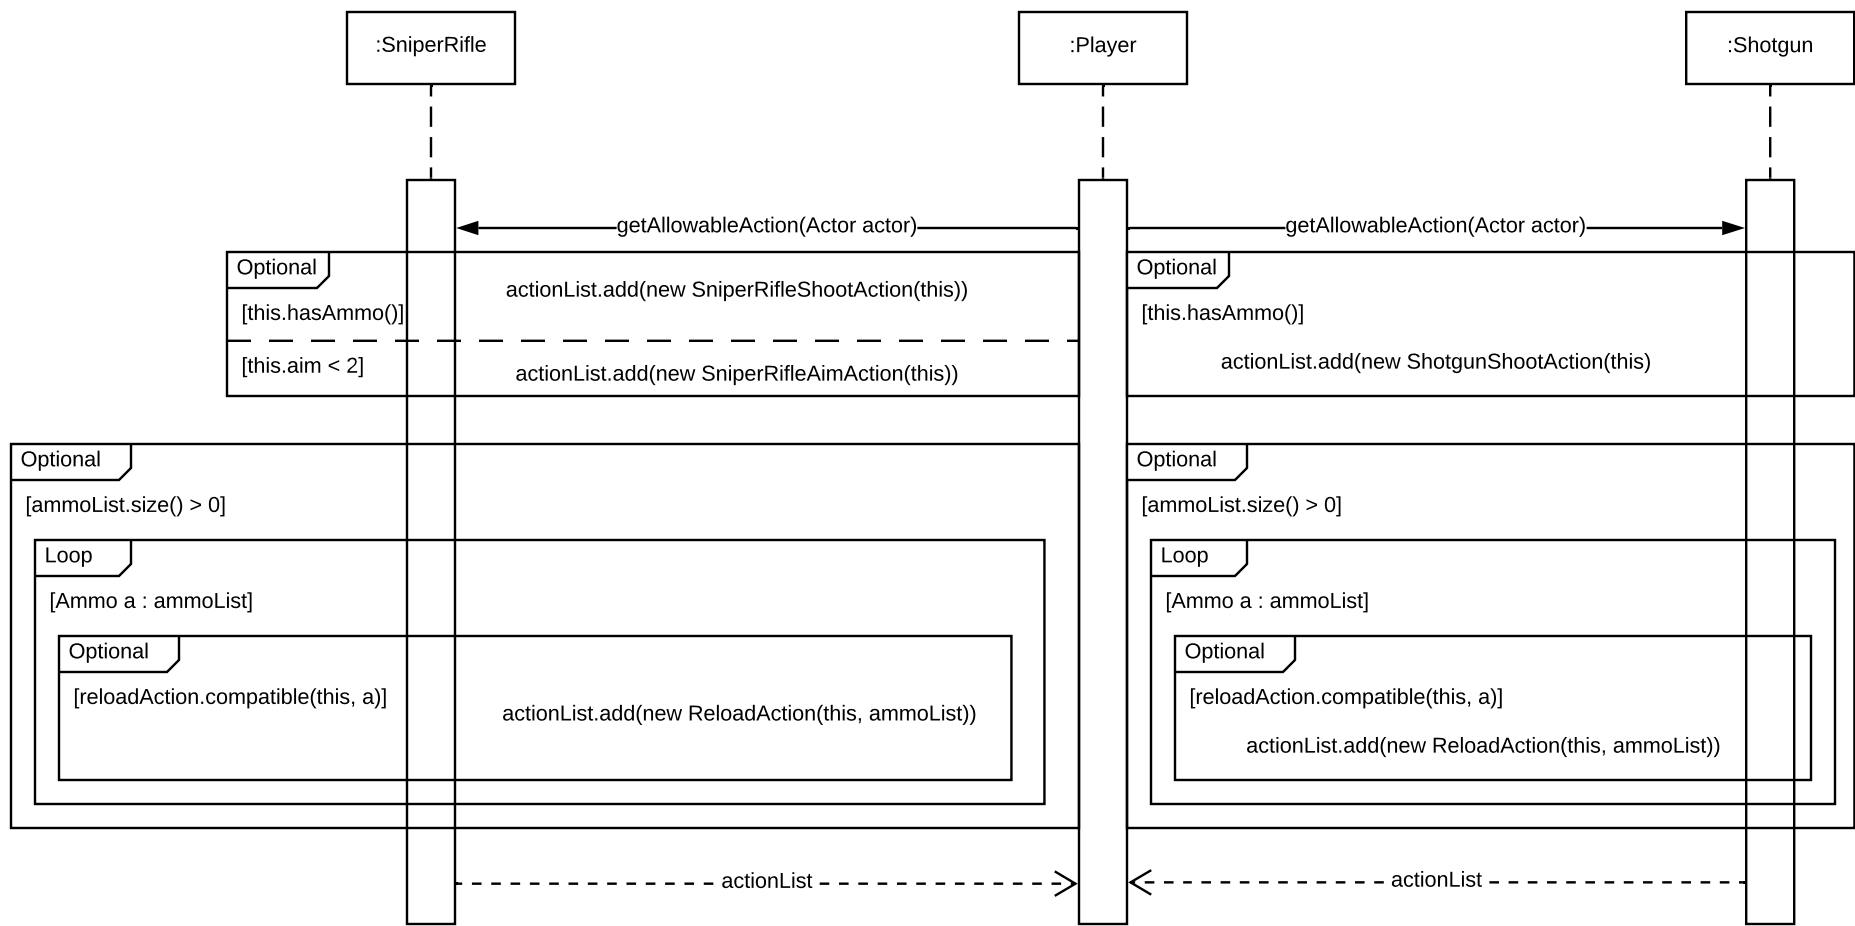 :SniperRifle
:Player
:Shotgun
getAllowableAction(Actor actor)
getAllowableAction(Actor actor)
Optional
actionList.add(new SniperRifleShootAction(this))
[this.hasAmmo()]
[this.aim < 2]
actionList.add(new SniperRifleAimAction(this))
Optional
[this.hasAmmo()]
actionList.add(new ShotgunShootAction(this)
Optional
[ammoList.size() > 0]
Loop
[Ammo a : ammoList]
Optional
[reloadAction.compatible(this, a)]
actionList.add(new ReloadAction(this, ammoList))
Optional
[ammoList.size() > 0]
Loop
[Ammo a : ammoList]
Optional
[reloadAction.compatible(this, a)]
actionList.add(new ReloadAction(this, ammoList))
actionList
actionList